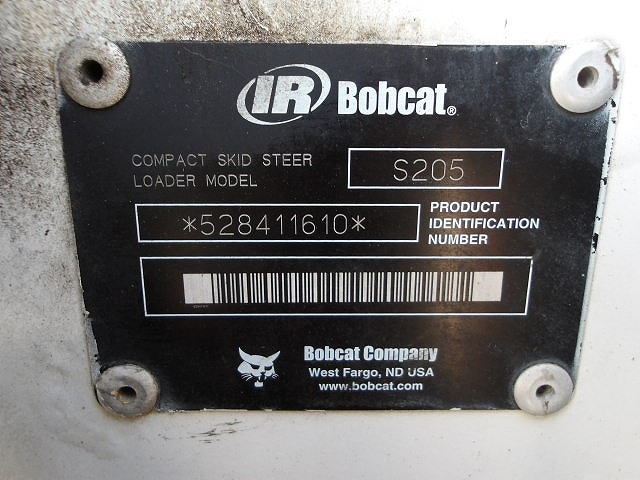 IR Bobcat®
COMPACT SKID STEER
LOADER MODEL
S205
*528411610*
PRODUCT
IDENTIFICATION
NUMBER
Bobcat Company
West Fargo, ND USA
www.bobcat.com